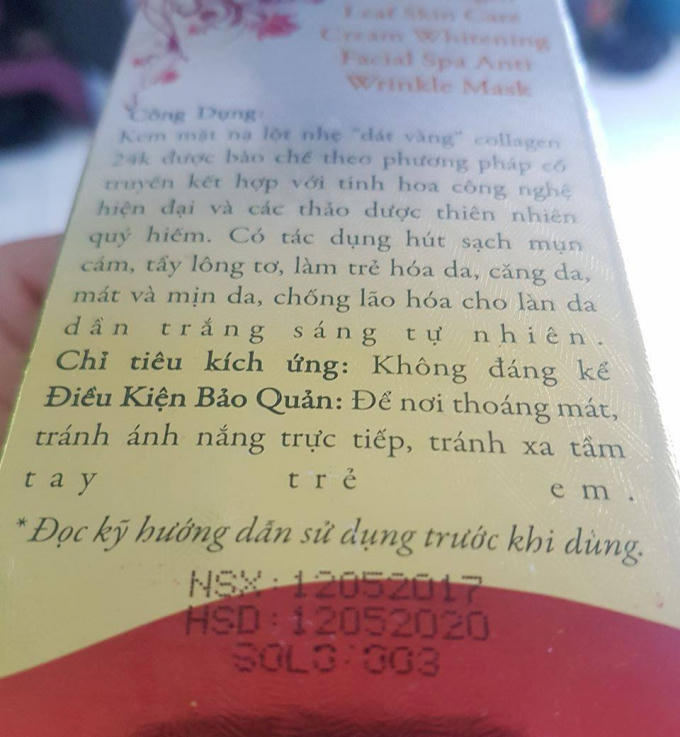 Leaf Skin Care
Cream Whitening
Facial Spa Anti
Wrinkle Mask
Công Dụng:
Kem mặt nạ lột nhẹ "dát vàng" collagen
24k được bào chế theo phương pháp cổ
truyền kết hợp với tinh hoa công nghệ
hiện đại và các thảo dược thiên nhiên
quý hiếm. Có tác dụng hút sạch mụn
cám, tẩy lông tơ, làm trẻ hóa da, căng da,
mát và mịn da, chống lão hóa cho làn da
dần trắng sáng tự nhiên.
Chỉ tiêu kích ứng: Không đáng kể
Điều Kiện Bảo Quản: Để nơi thoáng mát,
tránh ánh nắng trực tiếp, tránh xa tầm
tay trẻ em.
*Đọc kỹ hướng dẫn sử dụng trước khi dùng.
NSX: 12052017
HSD: 12052020
SOLO: 003